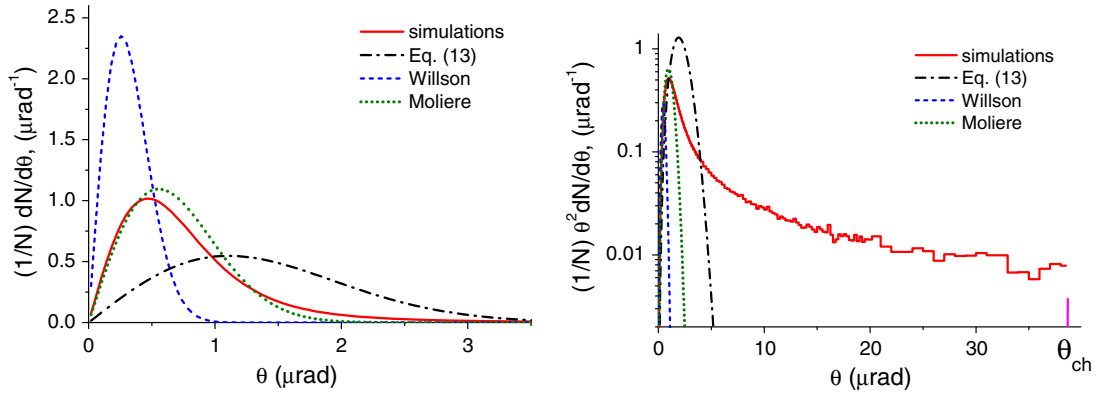 (1/N) dN/dθ, (μrad⁻¹)
2.5
2.0
1.5
1.0
0.5
0.0
simulations
Eq. (13)
Willson
Moliere
0 1 2 3
θ (μrad)
(1/N) θ²dN/dθ, (μrad⁻¹)
1
0.1
0.01
simulations
Eq. (13)
Willson
Moliere
0 10 20 30
θch
θ (μrad)